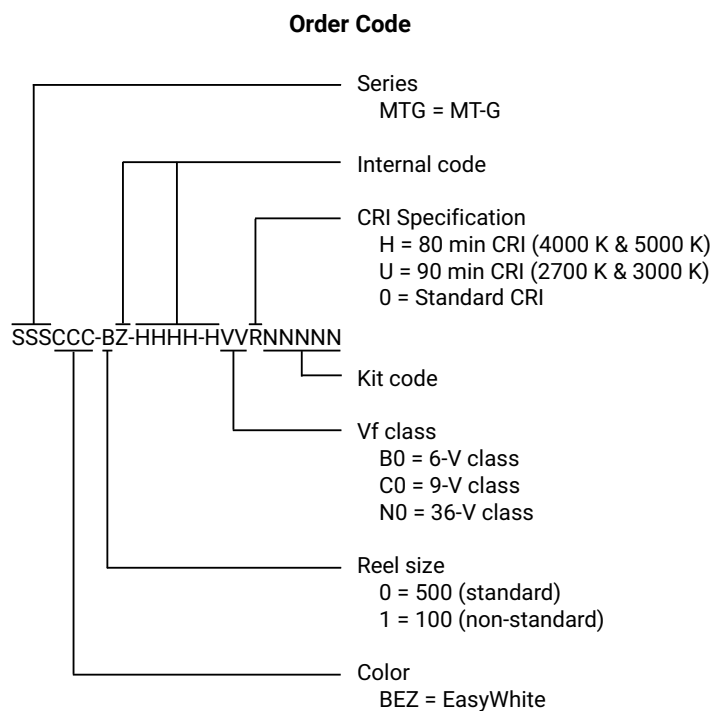 Order Code
Series
MTG = MT-G
Internal code
CRI Specification
H = 80 min CRI (4000 K & 5000 K)
U = 90 min CRI (2700 K & 3000 K)
0 = Standard CRI
SSSCCC-BZ-HHHH-HVVRNNNNN
Kit code
Vf class
B0 = 6-V class
C0 = 9-V class
N0 = 36-V class
Reel size
0 = 500 (standard)
1 = 100 (non-standard)
Color
BEZ = EasyWhite